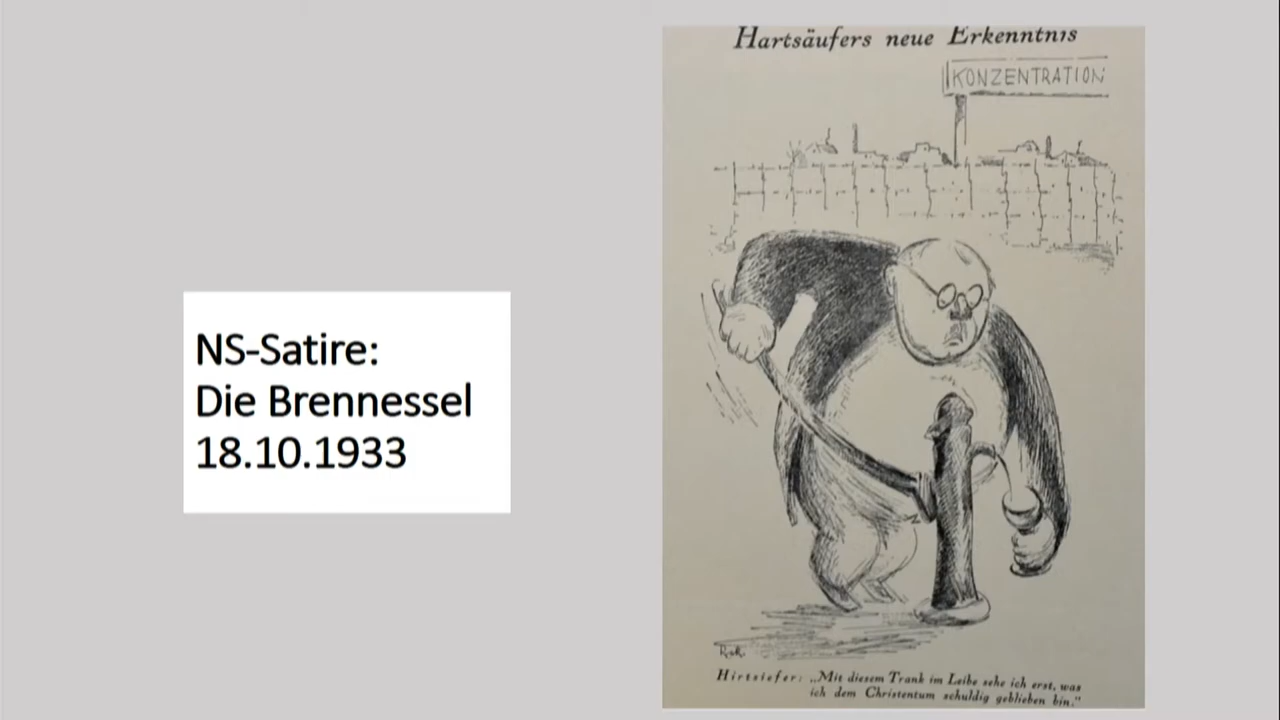 NS-Satire:
Die Brennessel
18.10.1933
Hartsäufers neue Erkenntnis
KONZENTRATION
Hirtsiefer: „Mit diesem Trank im Leibe sehe ich erst, was
ich dem Christentum schuldig geblieben bin."